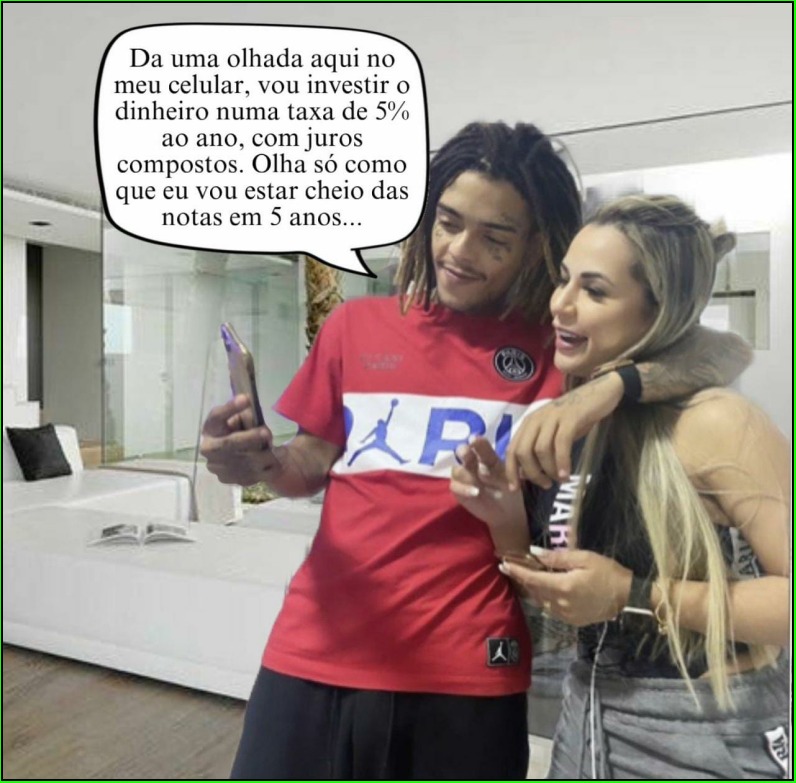 Da uma olhada aqui no
meu celular, vou investir o
dinheiro numa taxa de 5%
ao ano, com juros
compostos. Olha só como
que eu vou estar cheio das
notas em 5 anos...
PARIS